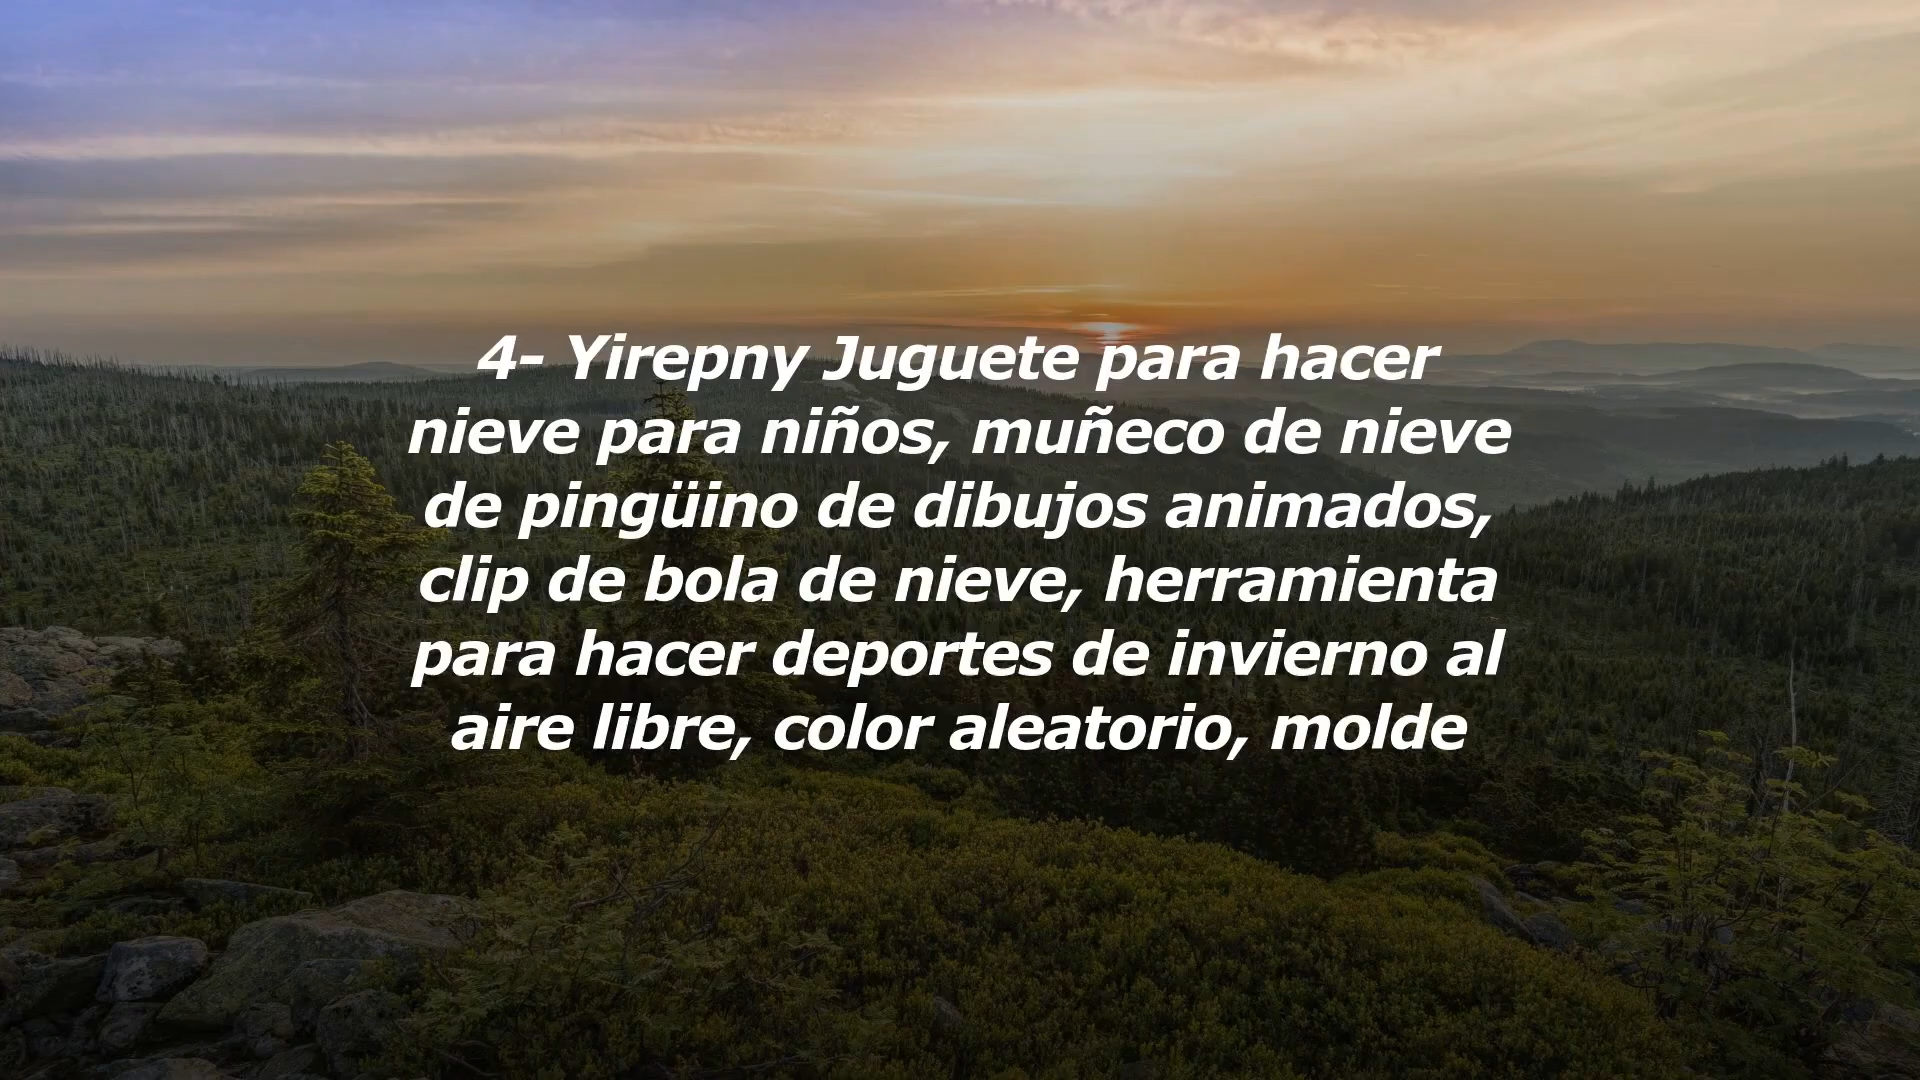 4- Yirepny Juguete para hacer
nieve para niños, muñeco de nieve
de pingüino de dibujos animados,
clip de bola de nieve, herramienta
para hacer deportes de invierno al
aire libre, color aleatorio, molde